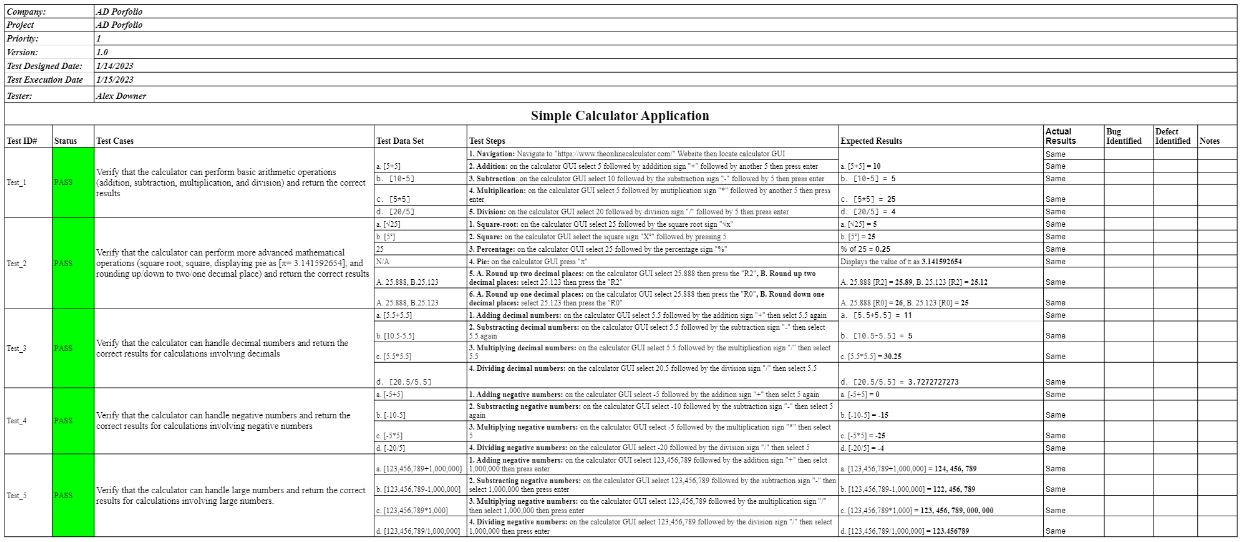 Company: AD Porfolio
Project AD Porfolio
Priority: 1
Version: 1.0
Test Designed Date: 1/14/2023
Test Execution Date 1/15/2023
Tester: Alex Downer
Simple Calculator Application
Test ID# Status Test Cases Test Data Set Test Steps Expected Results Actual Results Bug Identified Defect Identified Notes
Test_1 PASS Verify that the calculator can perform basic arithmetic operations
(addition, subtraction, multiplication, and division) and return the correct
results
1. Navigation: Navigate to "https://www.theonlinecalculator.com/" Website then locate calculator GUI Same
a. [5+5] 2. Addition: on the calculator GUI select 5 followed by adddition sign "+" followed by another 5 then press enter a. [5+5] = 10 Same
b. [10-5] 3. Subtraction: on the calculator GUI select 10 followed by the substraction sign "-" followed by 5 then press enter b. [10-5] = 5 Same
c. [5*5] 4. Multiplication: on the calculator GUI select 5 followed by mutiplication sign "*" followed by another 5 then press
enter c. [5*5] = 25 Same
d. [20/5] 5. Division: on the calculator GUI select 20 followed by division sign "/" followed by 5 then press enter d. [20/5] = 4 Same
Test_2 PASS Verify that the calculator can perform more advanced mathematical
operations (square root, square, displaying pie as [π= 3.141592654], and
rounding up/down to two/one decimal place) and return the correct results
a. [√25] 1. Square-root: on the calculator GUI select 25 followed by the square root sign "√x" a. [√25] = 5 Same
b. [5²] 2. Square: on the calculator GUI select the square sign "X²" followed by pressing 5 b. [5²] = 25 Same
25 3. Percentage: on the calculator GUI select 25 followed by the percentage sign "%" % of 25 = 0.25 Same
N/A 4. Pie: on the calculator GUI press "π" Displays the value of π as 3.141592654 Same
A. 25.888, B.25.123 5. A. Round up two decimal places: on the calculator GUI select 25.888 then press the "R2", B. Round up two
decimal places: select 25.123 then press the "R2" A. 25.888 [R2] = 25.89, B. 25.123 [R2] = 25.12 Same
A. 25.888, B.25.123 6. A. Round up one decimal places: on the calculator GUI select 25.888 then press the "R0", B. Round down one
decimal places: select 25.123 then press the "R0" A. 25.888 [R0] = 26, B. 25.123 [R0] = 25 Same
Test_3 PASS Verify that the calculator can handle decimal numbers and return the
correct results for calculations involving decimals
a. [5.5+5.5] 1. Adding decimal numbers: on the calculator GUI select 5.5 followed by the addition sign "+" then selct 5.5 again a. [5.5+5.5] = 11 Same
b. [10.5-5.5] 2. Substracting decimal numbers: on the calculator GUI select 5.5 followed by the subtraction sign "-" then select
5.5 again b. [10.5-5.5] = 5 Same
c. [5.5*5.5] 3. Multiplying decimal numbers: on the calculator GUI select 5.5 followed by the multiplication sign "/" then select
5.5 c. [5.5*5.5] = 30.25 Same
d. [20.5/5.5] 4. Dividing decimal numbers: on the calculator GUI select 20.5 followed by the division sign "/" then select 5.5 d. [20.5/5.5] = 3.7272727273 Same
Test_4 PASS Verify that the calculator can handle negative numbers and return the
correct results for calculations involving negative numbers
a. [-5+5] 1. Adding negative numbers: on the calculator GUI select -5 followed by the addition sign "+" then selct 5 again a. [-5+5] = 0 Same
b. [-10-5] 2. Substracting negative numbers: on the calculator GUI select -10 followed by the subtraction sign "-" then select 5
again b. [-10-5] = -15 Same
c. [-5*5] 3. Multiplying negative numbers: on the calculator GUI select -5 followed by the multiplication sign "*" then select
5 c. [-5*5] = -25 Same
d. [-20/5] 4. Dividing negative numbers: on the calculator GUI select -20 followed by the division sign "/" then select 5 d. [-20/5] = -4 Same
Test_5 PASS Verify that the calculator can handle large numbers and return the correct
results for calculations involving large numbers.
a. [123,456,789+1,000,000] 1. Adding negative numbers: on the calculator GUI select 123,456,789 followed by the addition sign "+" then selct
1,000,000 then press enter a. [123,456,789+1,000,000] = 124, 456, 789 Same
b. [123,456,789-1,000,000] 2. Substracting negative numbers: on the calculator GUI select 123,456,789 followed by the subtraction sign "-" then
select 1,000,000 then press enter b. [123,456,789-1,000,000] = 122, 456, 789 Same
c. [123,456,789*1,000] 3. Multiplying negative numbers: on the calculator GUI select 123,456,789 followed by the multiplication sign "/"
then select 1,000,000 then press enter c. [123,456,789*1,000] = 123, 456, 789, 000, 000 Same
d. [123,456,789/1,000,000] 4. Dividing negative numbers: on the calculator GUI select 123,456,789 followed by the division sign "/" then select
1,000,000 then press enter d. [123,456,789/1,000,000] = 123.456789 Same